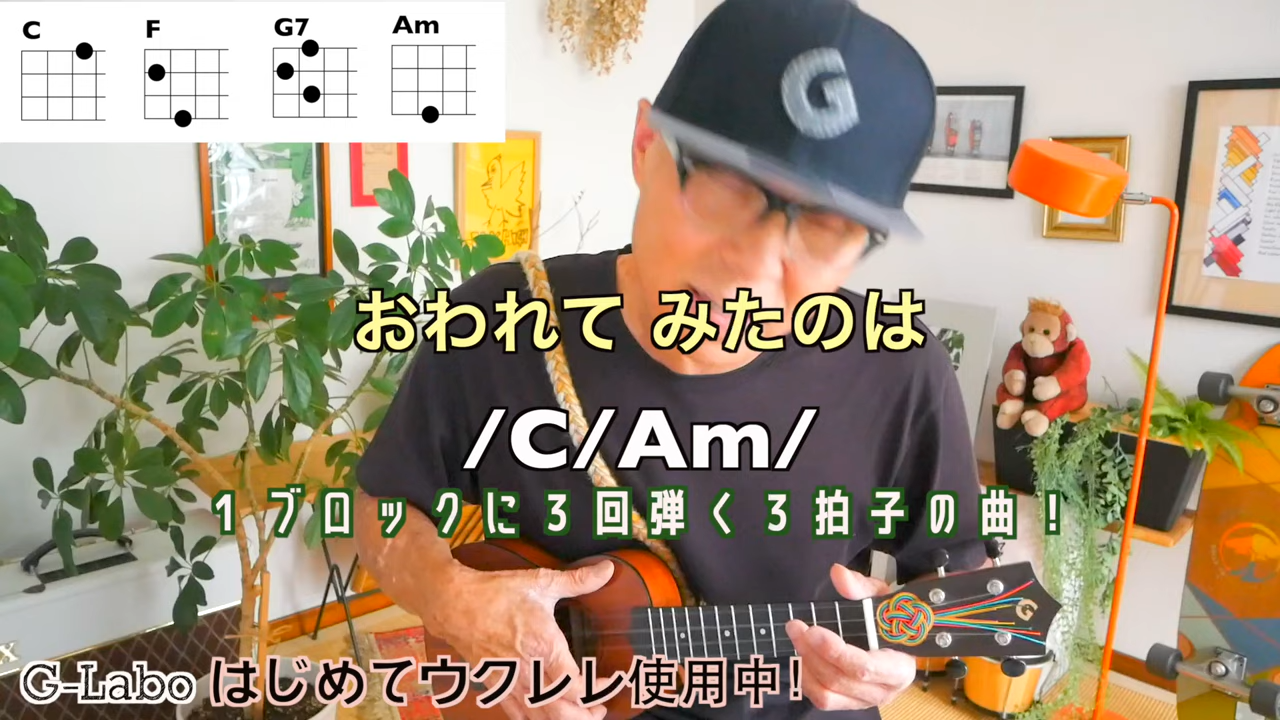 C F G7 Am
G
おわれて みたのは
/C/Am/
1ブロックに3回弾く3拍子の曲！
G
G-Labo はじめてウクレレ使用中！